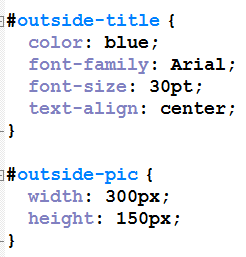 #outside-title {
color: blue;
font-family: Arial;
font-size: 30pt;
text-align: center;
}
#outside-pic {
width: 300px;
height: 150px;
}